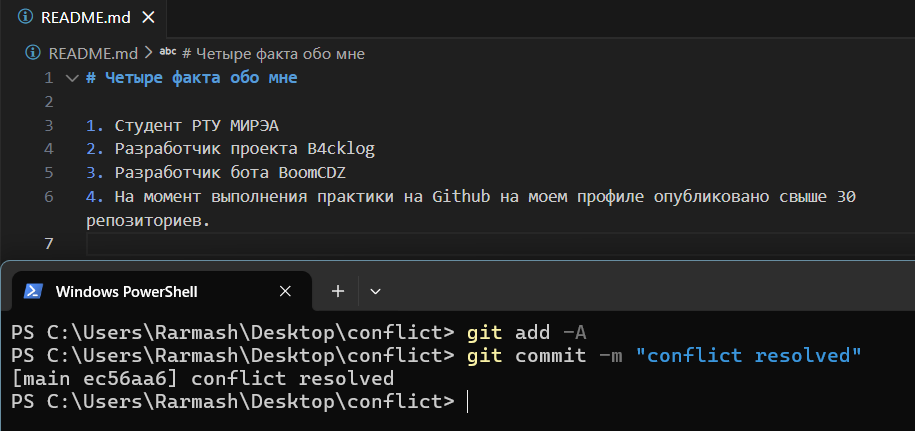 README.md
README.md > abc # Четыре факта обо мне
1 # Четыре факта обо мне
2
3 1. Студент РТУ МИРЭА
4 2. Разработчик проекта B4cklog
5 3. Разработчик бота BoomCDZ
6 4. На момент выполнения практики на Github на моем профиле опубликовано свыше 30
репозиториев.
7
Windows PowerShell
PS C:\Users\Rarmash\Desktop\conflict> git add -A
PS C:\Users\Rarmash\Desktop\conflict> git commit -m "conflict resolved"
[main ec56aa6] conflict resolved
PS C:\Users\Rarmash\Desktop\conflict>